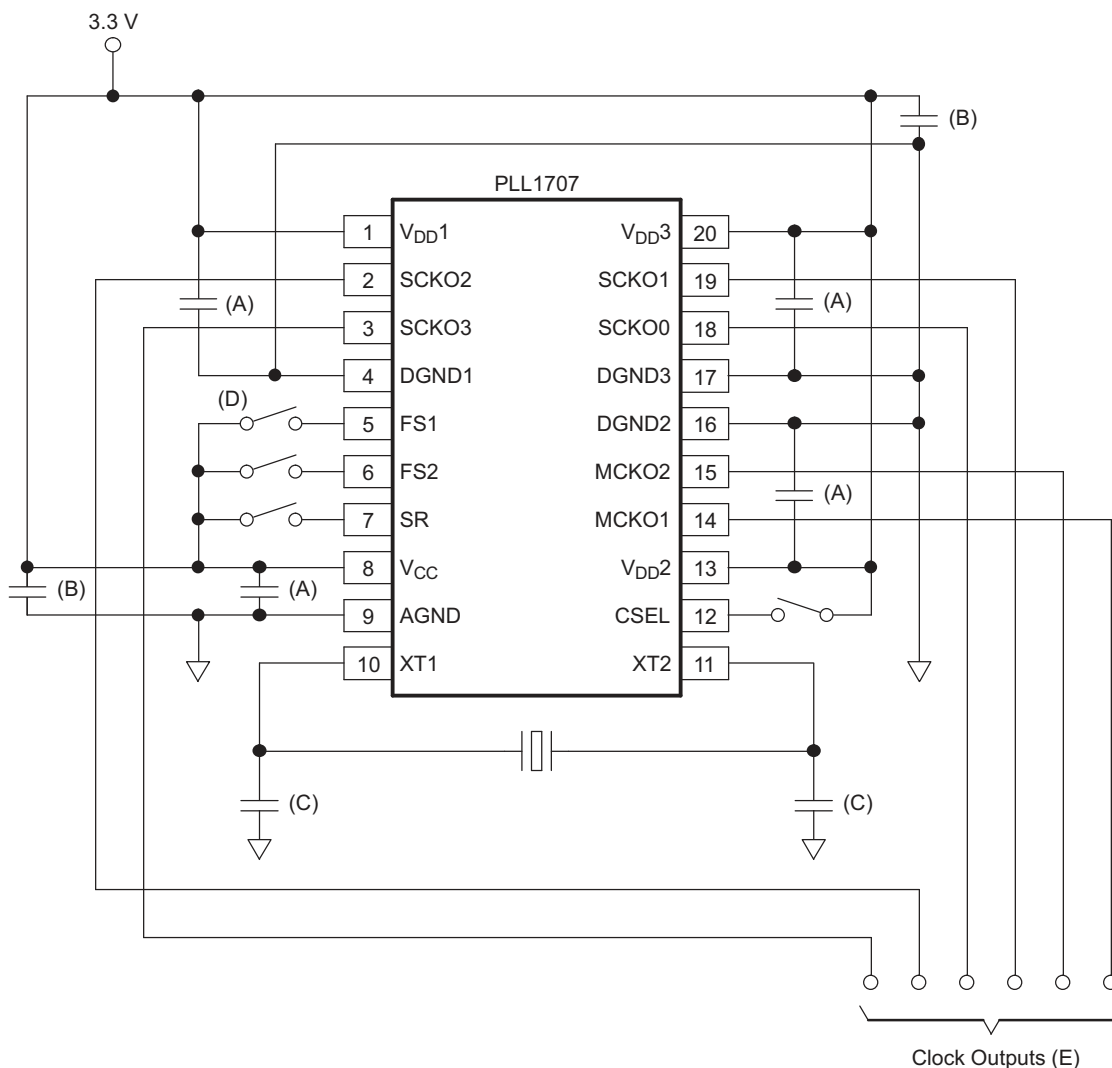 3.3 V
(B)
PLL1707
1 VDD1 VDD3 20
2 SCKO2 SCKO1 19
(A) (A)
3 SCKO3 SCKO0 18
4 DGND1 DGND3 17
(D)
5 FS1 DGND2 16
6 FS2 MCKO2 15
(A)
7 SR MCKO1 14
8 VCC VDD2 13
(B) (A)
9 AGND CSEL 12
10 XT1 XT2 11
(C) (C)
Clock Outputs (E)